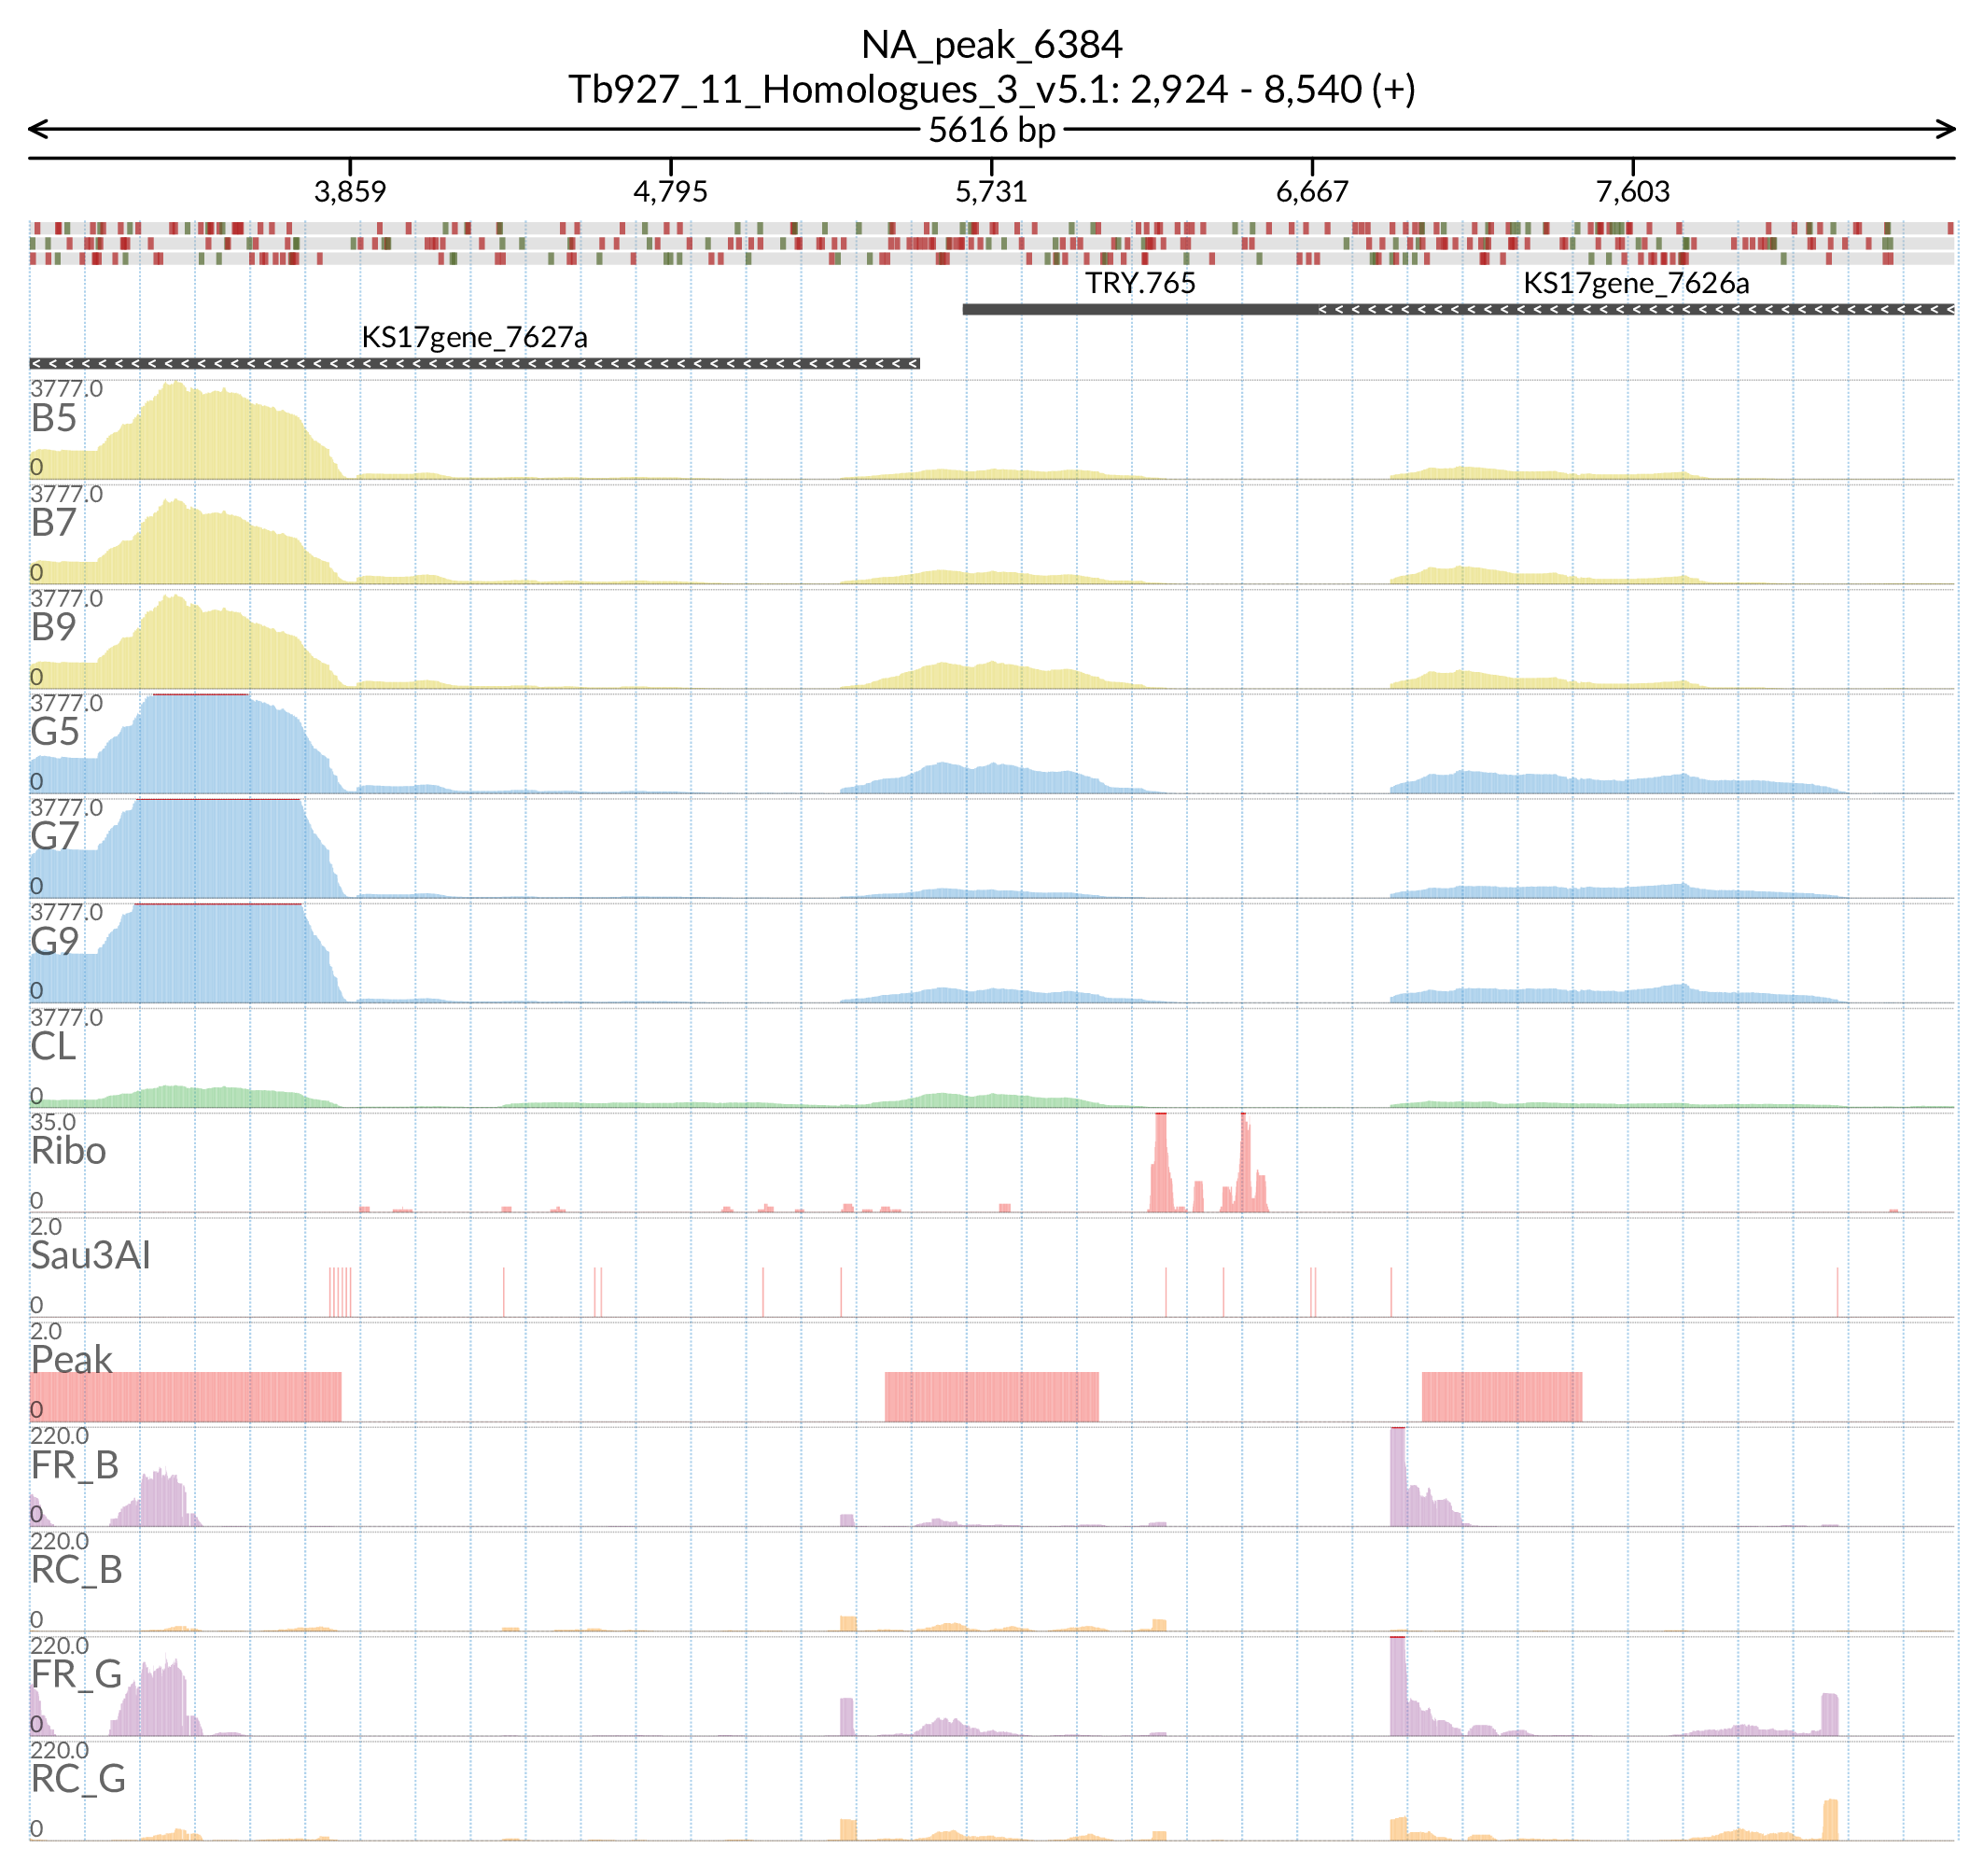 NA_peak_6384
Tb927_11_Homologues_3_v5.1: 2,924 - 8,540 (+)
5616 bp
3,859 4,795 5,731 6,667 7,603
TRY.765 KS17gene_7626a
KS17gene_7627a
3777.0
B5
0
3777.0
B7
0
3777.0
B9
0
3777.0
G5
0
3777.0
G7
0
3777.0
G9
0
3777.0
CL
0
35.0
Ribo
0
2.0
Sau3AI
0
2.0
Peak
0
220.0
FR_B
0
220.0
RC_B
0
220.0
FR_G
0
220.0
RC_G
0